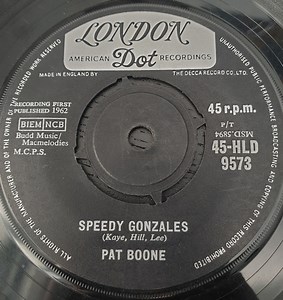 LONDON
AMERICAN Dot RECORDINGS
MADE IN ENGLAND BY THE DECCA RECORD CO., LTD.
RECORDING FIRST
PUBLISHED 1962
BIEM NCB
Budd Music/
Macmelodies
M.C.P.S.
45 r.p.m.
P/T
MSD.5894
45-HLD
9573
SPEEDY GONZALES
(Kaye, Hill, Lee)
PAT BOONE
ALL RIGHTS OF THE MANUFACTURER AND OF THE OWNER OF THE RECORDED WORK RESERVED
UNAUTHORISED PUBLIC PERFORMANCE, BROADCASTING AND COPYING OF THIS RECORD PROHIBITED